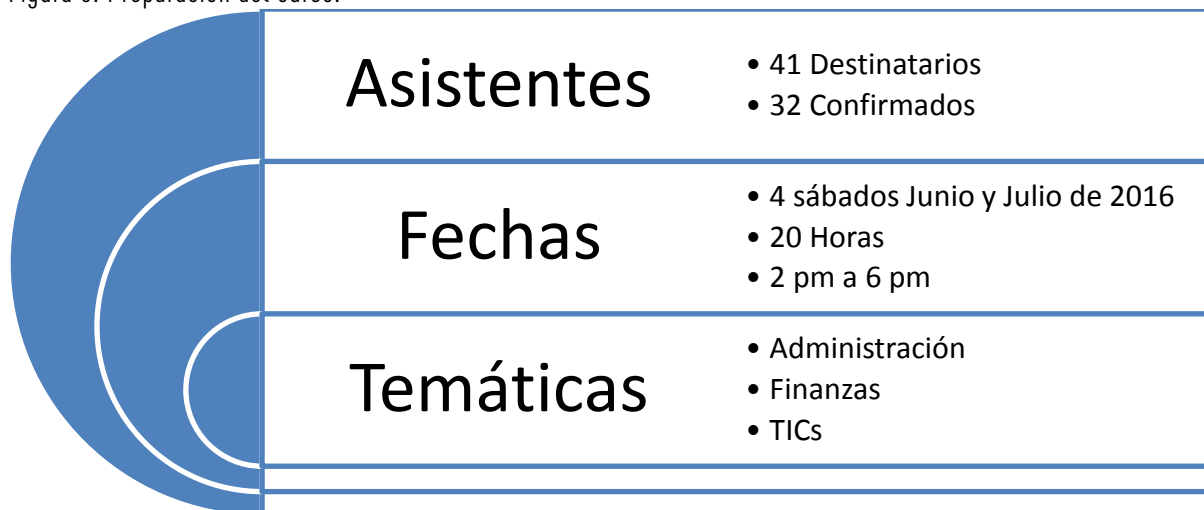 Asistentes
• 41 Destinatarios
• 32 Confirmados
Fechas
• 4 sábados Junio y Julio de 2016
• 20 Horas
• 2 pm a 6 pm
Temáticas
• Administración
• Finanzas
• TICs